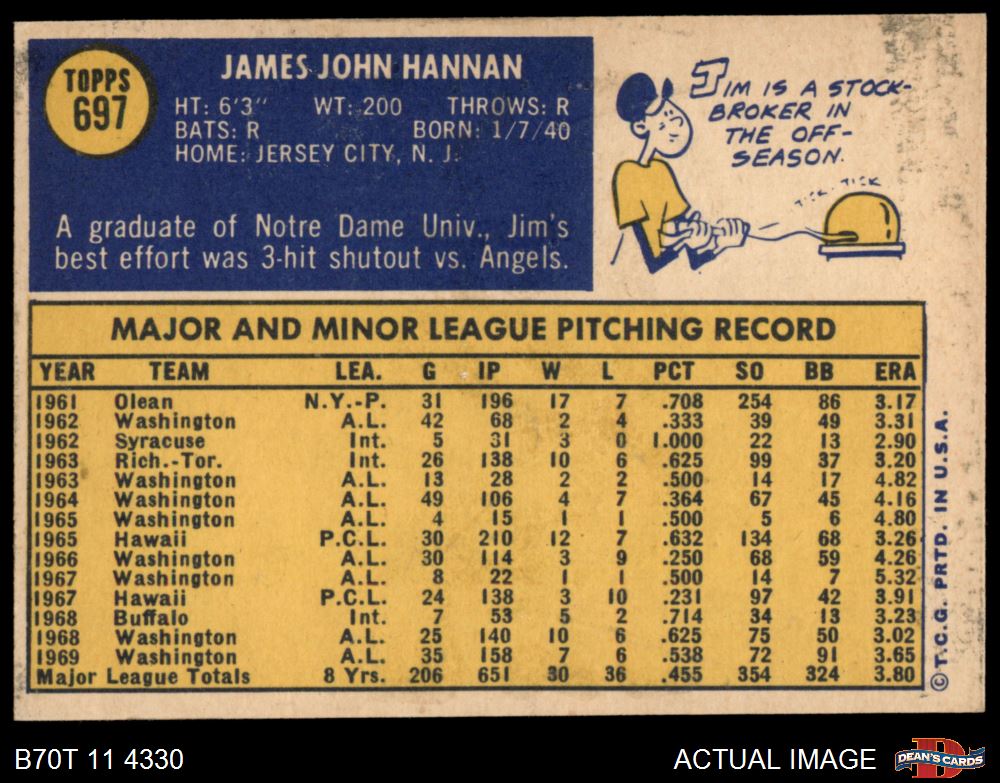 TOPPS
697
JAMES JOHN HANNAN
HT: 6'3" WT: 200 THROWS: R
BATS: R BORN: 1/7/40
HOME: JERSEY CITY, N. J.
A graduate of Notre Dame Univ., Jim's
best effort was 3-hit shutout vs. Angels.
JIM IS A STOCK-
BROKER IN
THE OFF-
SEASON.
TICK-TICK
MAJOR AND MINOR LEAGUE PITCHING RECORD
YEAR TEAM LEA. G IP W L PCT SO BB ERA
1961 Olean N.Y.-P. 31 196 17 7 .708 254 86 3.17
1962 Washington A.L. 42 68 2 4 .333 39 49 3.31
1962 Syracuse Int. 5 31 3 0 1.000 22 13 2.90
1963 Rich.-Tor. Int. 26 138 10 6 .625 99 37 3.20
1963 Washington A.L. 13 28 2 2 .500 14 17 4.82
1964 Washington A.L. 49 106 4 7 .364 67 45 4.16
1965 Washington A.L. 4 15 1 1 .500 5 6 4.80
1965 Hawaii P.C.L. 30 210 12 7 .632 134 68 3.26
1966 Washington A.L. 30 114 3 9 .250 68 59 4.26
1967 Washington A.L. 8 22 1 1 .500 14 7 5.32
1967 Hawaii P.C.L. 24 138 3 10 .231 97 42 3.91
1968 Buffalo Int. 7 53 5 2 .714 34 13 3.23
1968 Washington A.L. 25 140 10 6 .625 75 50 3.02
1969 Washington A.L. 35 158 7 6 .538 72 91 3.65
Major League Totals 8 Yrs. 206 651 30 36 .455 354 324 3.80
©T.C.G. PRTD. IN U.S.A.
B70T 11 4330
ACTUAL IMAGE
D
DEAN'S CARDS